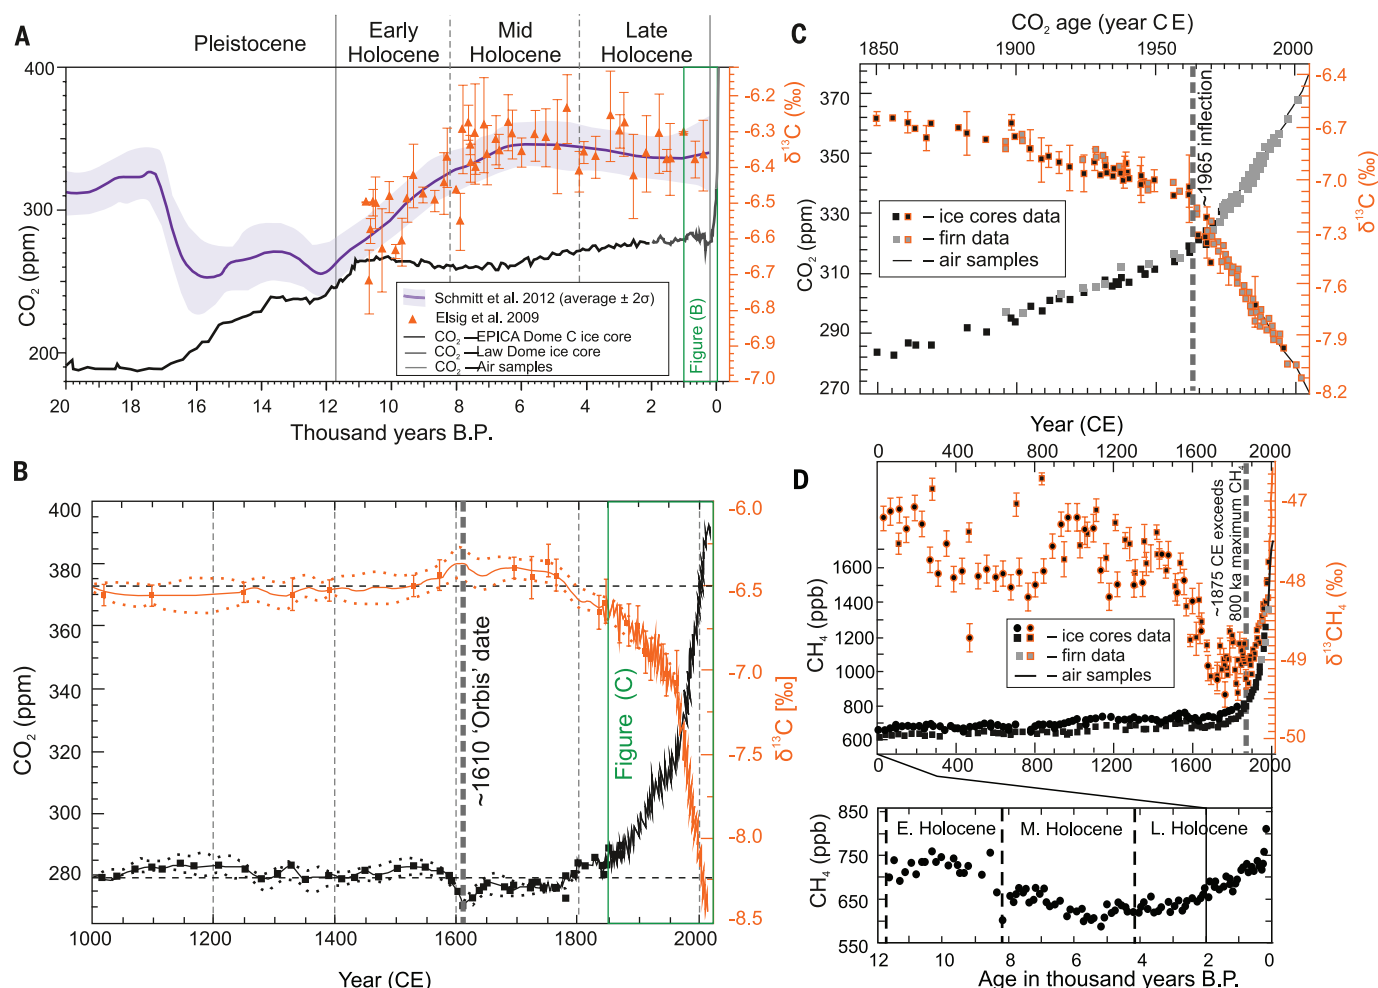 A
Pleistocene
Early
Holocene
Mid
Holocene
Late
Holocene
400
300
200
CO₂ (ppm)
-6.2
-6.3
-6.4
-6.5
-6.6
-6.7
-6.8
-6.9
-7.0
δ¹³C (‰)
Schmitt et al. 2012 (average ± 2σ)
Elsig et al. 2009
CO₂ — EPICA Dome C ice core
CO₂ — Law Dome ice core
CO₂ — Air samples
Figure (B)
20 18 16 14 12 10 8 6 4 2 0
Thousand years B.P.
B
400
380
360
340
320
300
280
260
CO₂ (ppm)
~1610 ‘Orbis’ date
Figure (C)
-6.0
-6.5
-7.0
-7.5
-8.0
-8.5
δ¹³C [‰]
1000 1200 1400 1600 1800 2000
Year (CE)
C
CO₂ age (year CE)
1850 1900 1950 2000
370
350
330
310
290
270
CO₂ (ppm)
~1965 inflection
– ice cores data
– firn data
– air samples
-6.4
-6.7
-7.0
-7.3
-7.6
-7.9
-8.2
δ¹³C (‰)
D
Year (CE)
0 400 800 1200 1600 2000
1600
1400
1200
1000
800
600
CH₄ (ppb)
~1875 CE exceeds
800 ka maximum CH₄
– ice cores data
– firn data
– air samples
-47
-48
-49
-50
δ¹³CH₄ (‰)
0 400 800 1200 1600 2000
850
750
650
550
CH₄ (ppb)
E. Holocene
M. Holocene
L. Holocene
12 10 8 6 4 2 0
Age in thousand years B.P.